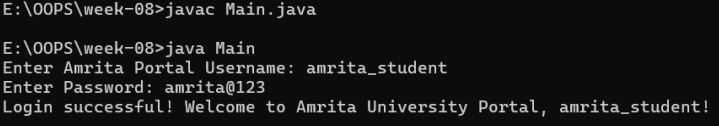 E:\OOPS\week-08>javac Main.java
E:\OOPS\week-08>java Main
Enter Amrita Portal Username: amrita_student
Enter Password: amrita@123
Login successful! Welcome to Amrita University Portal, amrita_student!